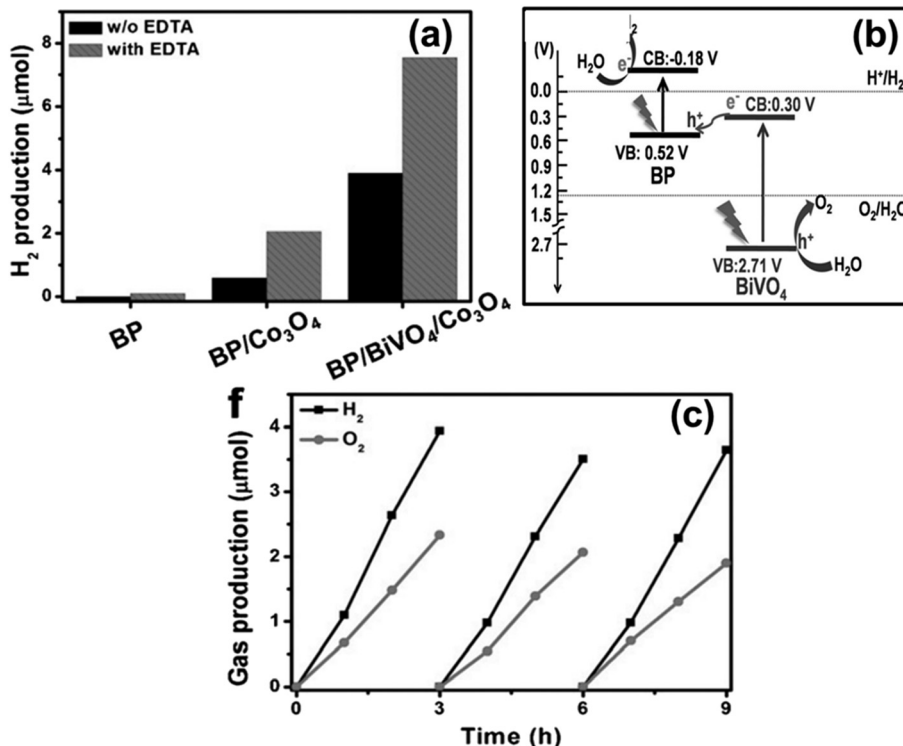 (a)
w/o EDTA
with EDTA
H₂ production (μmol)
8
6
4
2
0
BP
BP/Co₃O₄
BP/BiVO₄/Co₃O₄
(b)
(V)
H₂O
e⁻
CB:-0.18 V
H⁺/H₂
0.0
0.3
0.6
0.9
1.2
1.5
2.7
e⁻
CB:0.30 V
h⁺
VB: 0.52 V
BP
O₂/H₂O
O₂
h⁺
H₂O
VB:2.71 V
BiVO₄
f
(c)
H₂
O₂
Gas production (μmol)
4
3
2
1
0
0
3
6
9
Time (h)